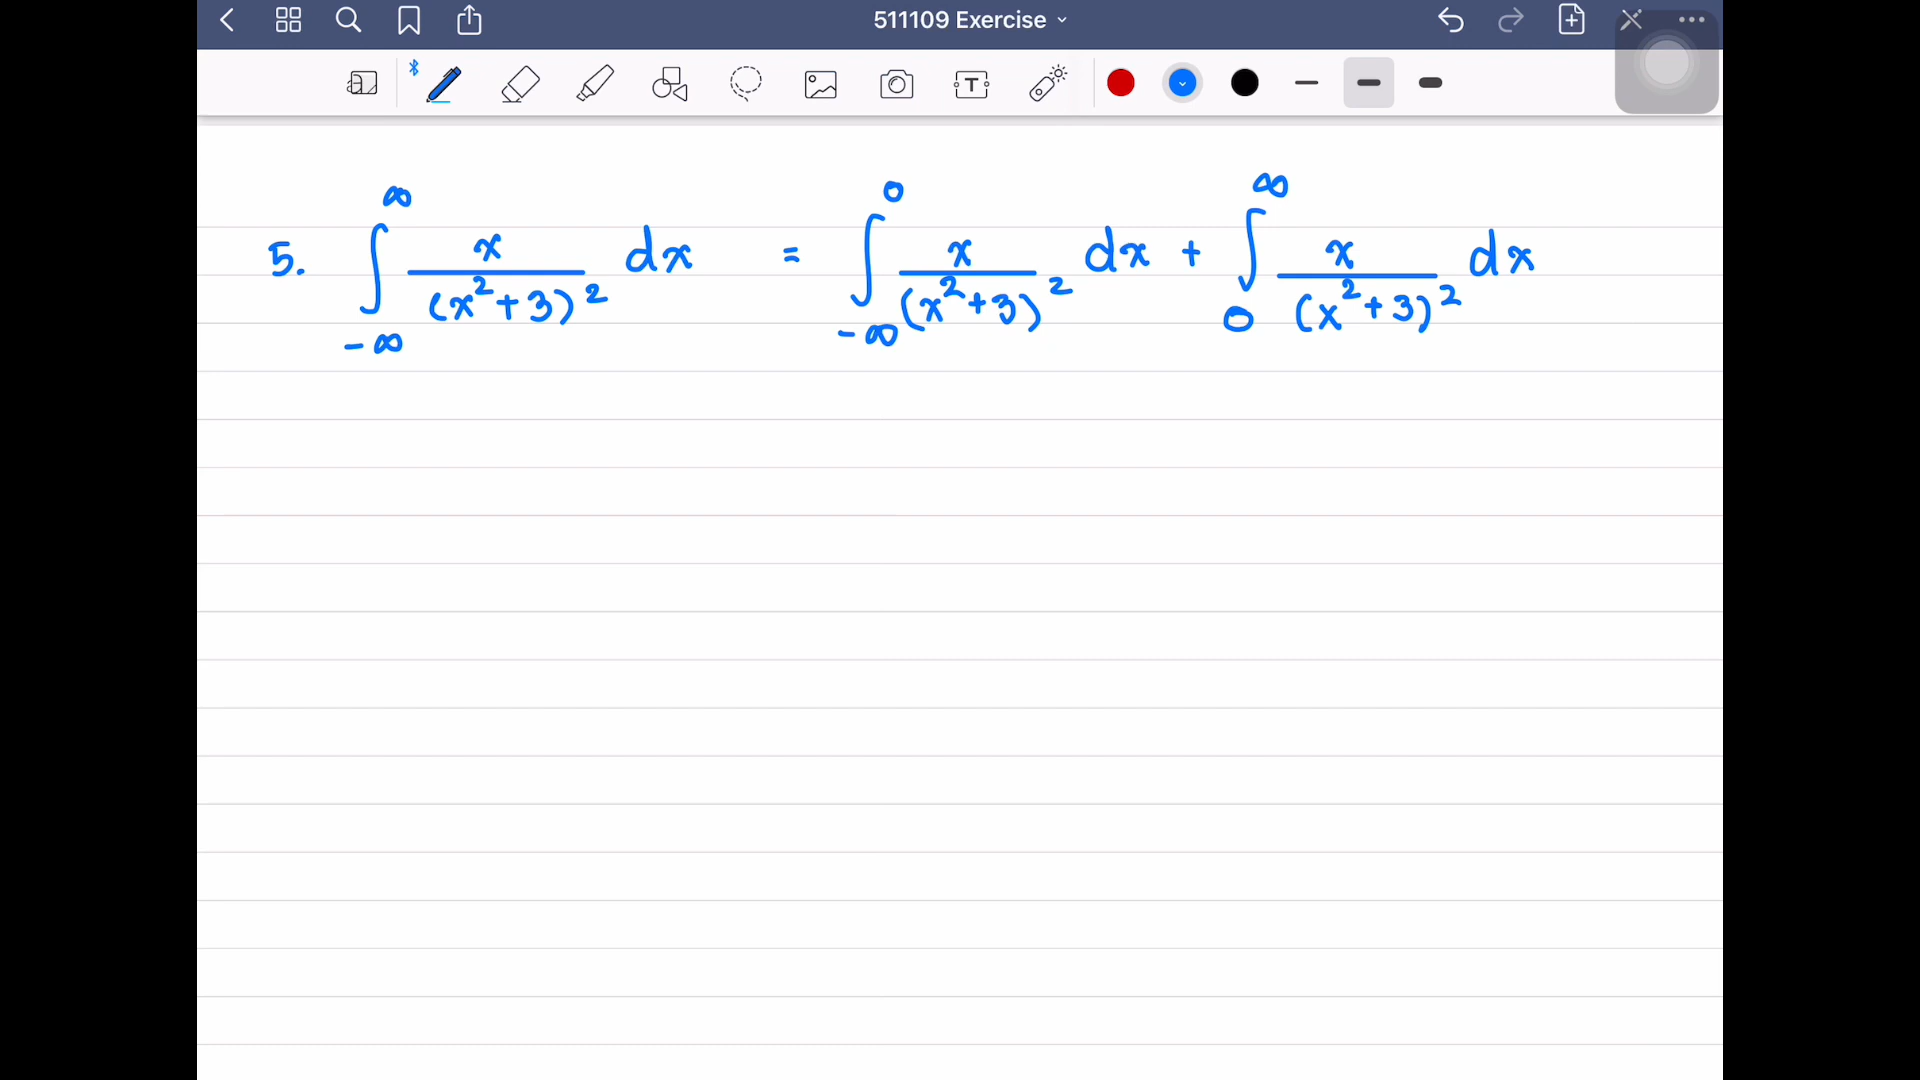 511109 Exercise
T
5. ∫_{-∞}^{∞} x/(x²+3)² dx = ∫_{-∞}^{0} x/(x²+3)² dx + ∫_{0}^{∞} x/(x²+3)² dx